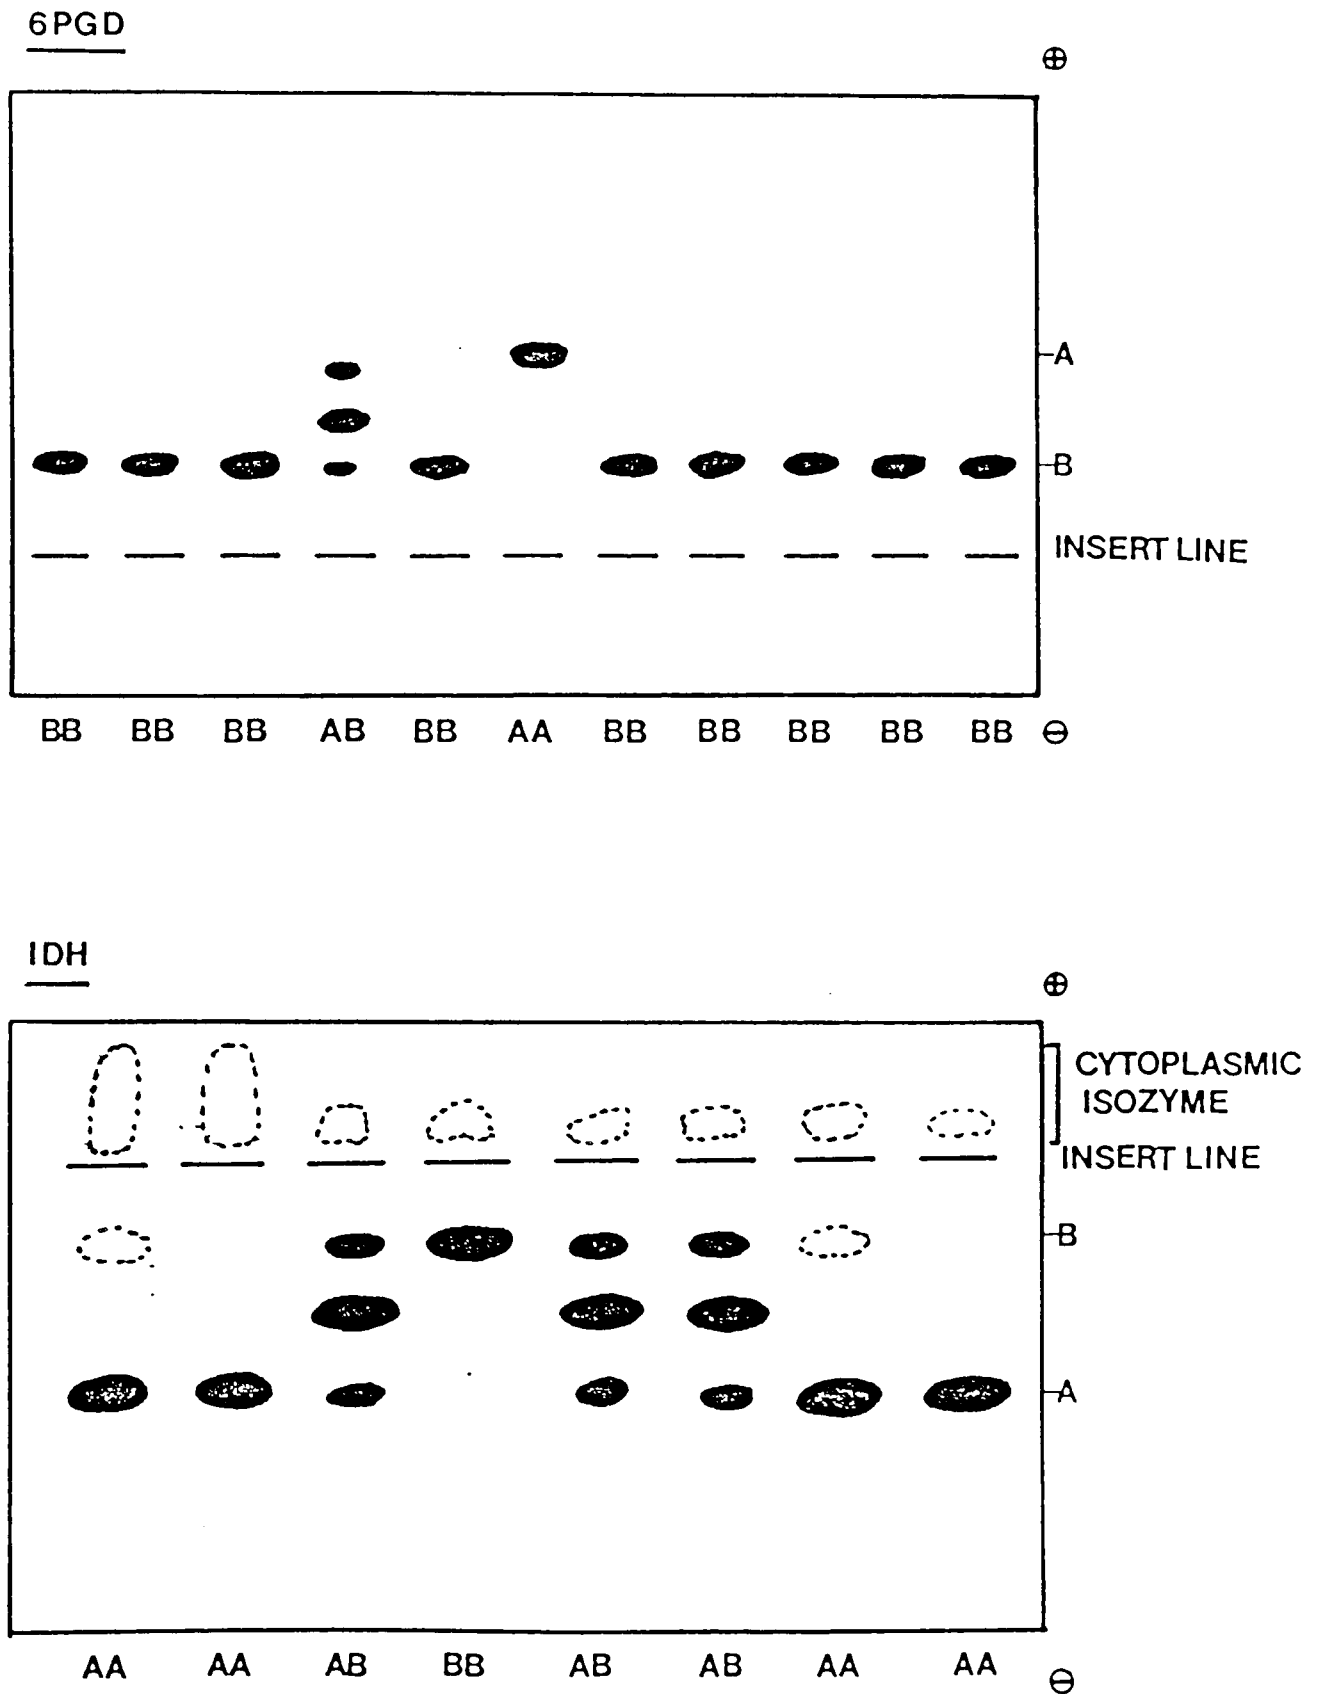 6PGD
⊕
A
B
INSERT LINE
BB BB BB AB BB AA BB BB BB BB BB ⊖
IDH
⊕
CYTOPLASMIC
ISOZYME
INSERT LINE
B
A
AA AA AB BB AB AB AA AA ⊖